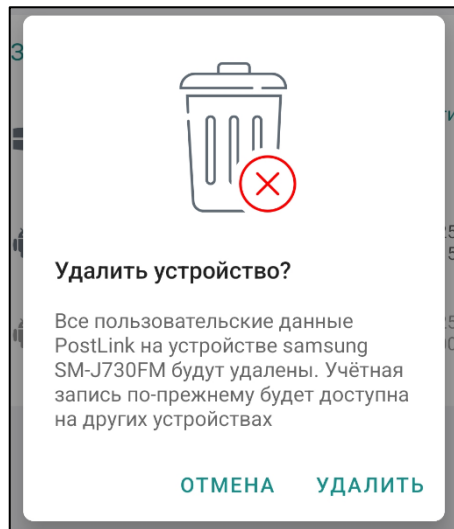 Удалить устройство?
Все пользовательские данные
PostLink на устройстве samsung
SM-J730FM будут удалены. Учётная
запись по-прежнему будет доступна
на других устройствах
ОТМЕНА УДАЛИТЬ